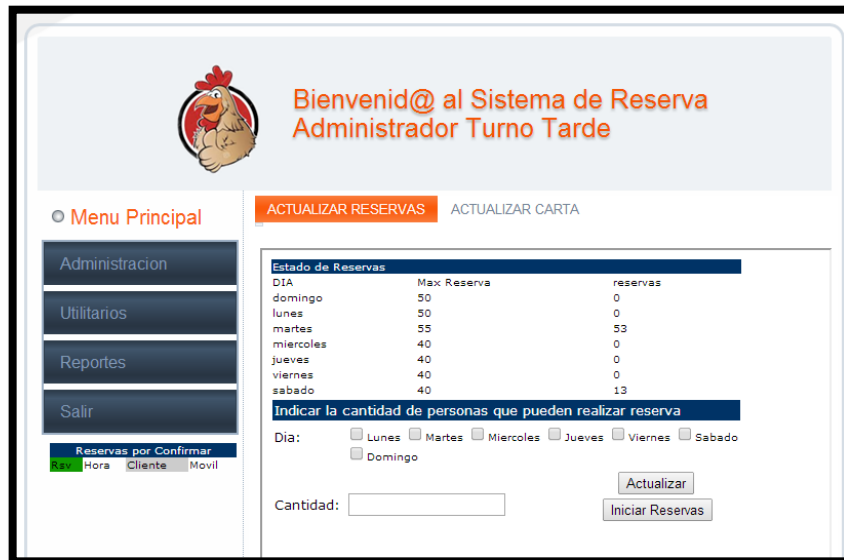 Bienvenid@ al Sistema de Reserva
Administrador Turno Tarde
Menu Principal
Administracion
Utilitarios
Reportes
Salir
Reservas por Confirmar
Rsv Hora Cliente Movil
ACTUALIZAR RESERVAS ACTUALIZAR CARTA
Estado de Reservas
DIA Max Reserva reservas
domingo 50 0
lunes 50 0
martes 55 53
miercoles 40 0
jueves 40 0
viernes 40 0
sabado 40 13
Indicar la cantidad de personas que pueden realizar reserva
Dia: Lunes Martes Miercoles Jueves Viernes Sabado
Domingo
Actualizar
Cantidad:
Iniciar Reservas